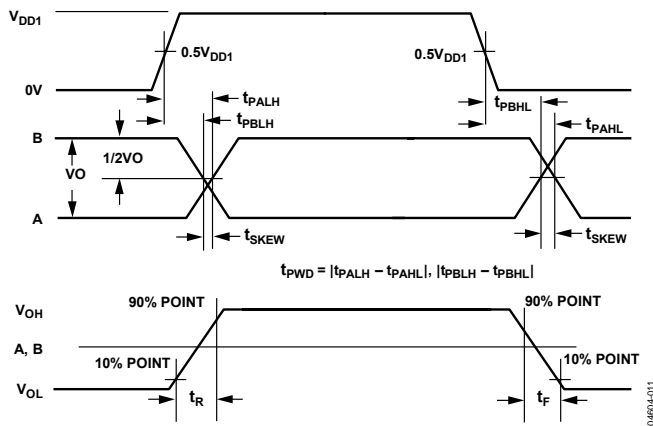 VDD1
0.5VDD1
0.5VDD1
0V
tPALH
tPBLH
tPBHL
tPAHL
B
VO
1/2VO
A
tSKEW
tSKEW
tPWD = |tPALH – tPAHL|, |tPBLH – tPBHL|
90% POINT
90% POINT
VOH
A, B
10% POINT
10% POINT
VOL
tR
tF
04604-011